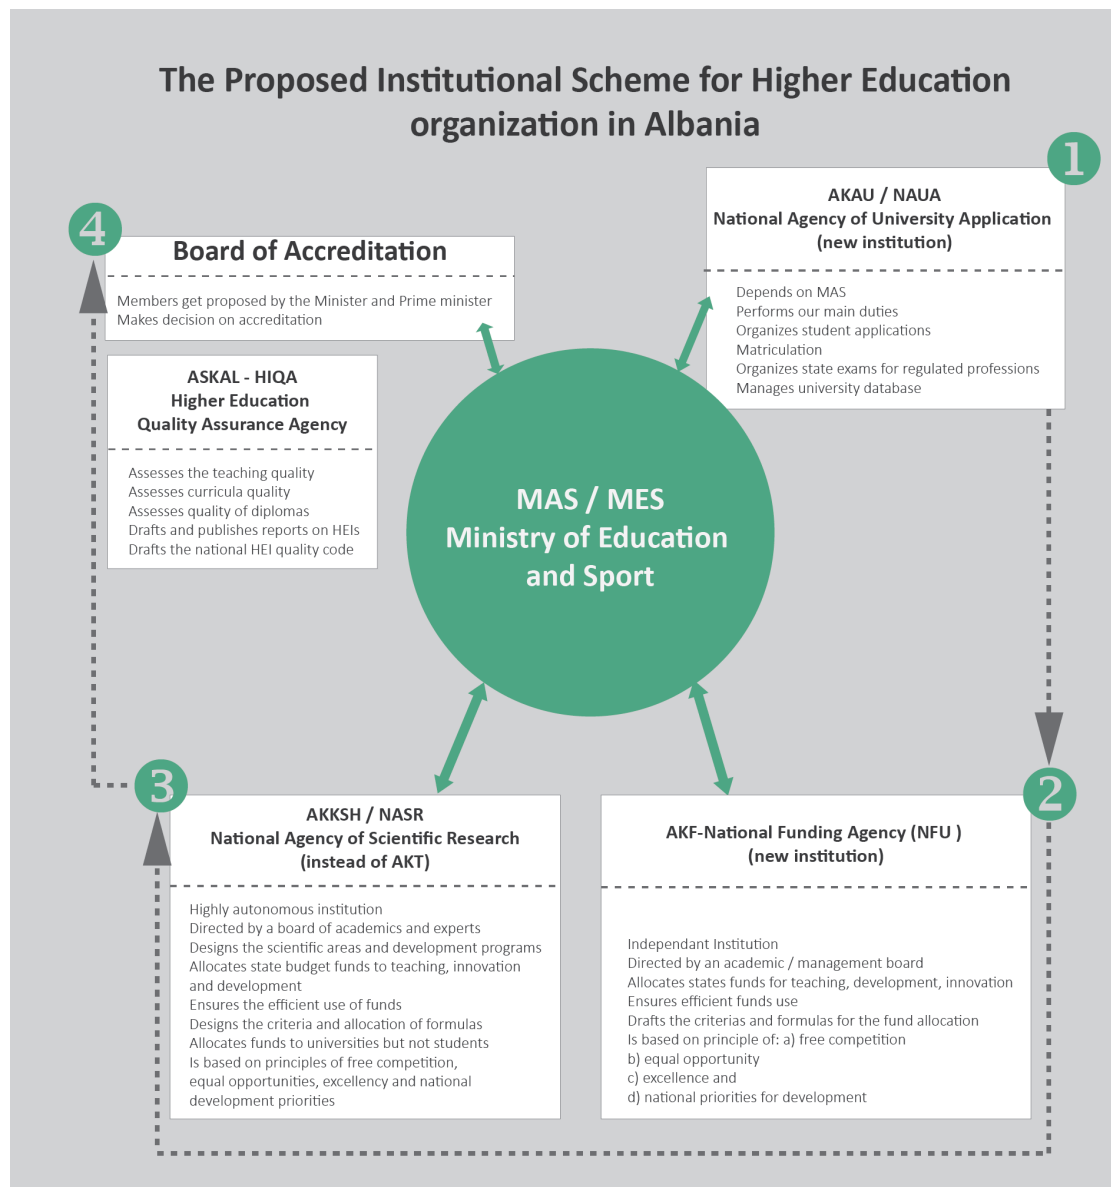 The Proposed Institutional Scheme for Higher Education
organization in Albania
1
AKAU / NAUA
National Agency of University Application
(new institution)
Depends on MAS
Performs our main duties
Organizes student applications
Matriculation
Organizes state exams for regulated professions
Manages university database
4
Board of Accreditation
Members get proposed by the Minister and Prime minister
Makes decision on accreditation
ASKAL - HIQA
Higher Education
Quality Assurance Agency
Assesses the teaching quality
Assesses curricula quality
Assesses quality of diplomas
Drafts and publishes reports on HEIs
Drafts the national HEI quality code
MAS / MES
Ministry of Education
and Sport
3
AKKSH / NASR
National Agency of Scientific Research
(instead of AKT)
Highly autonomous institution
Directed by a board of academics and experts
Designs the scientific areas and development programs
Allocates state budget funds to teaching, innovation
and development
Ensures the efficient use of funds
Designs the criteria and allocation of formulas
Allocates funds to universities but not students
Is based on principles of free competition,
equal opportunities, excellency and national
development priorities
2
AKF-National Funding Agency (NFU )
(new institution)
Independant Institution
Directed by an academic / management board
Allocates states funds for teaching, development, innovation
Ensures efficient funds use
Drafts the criterias and formulas for the fund allocation
Is based on principle of: a) free competition
b) equal opportunity
c) excellence and
d) national priorities for development